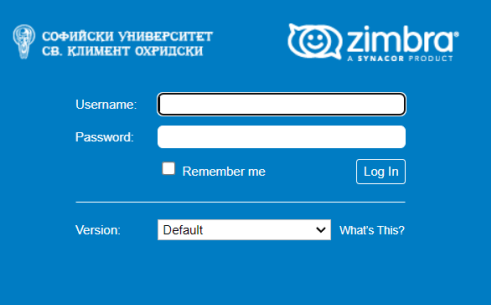 СОФИЙСКИ УНИВЕРСИТЕТ
СВ. КЛИМЕНТ ОХРИДСКИ
zimbra®
A SYNACOR PRODUCT
Username:
Password:
Remember me
Log In
Version:
Default
What's This?